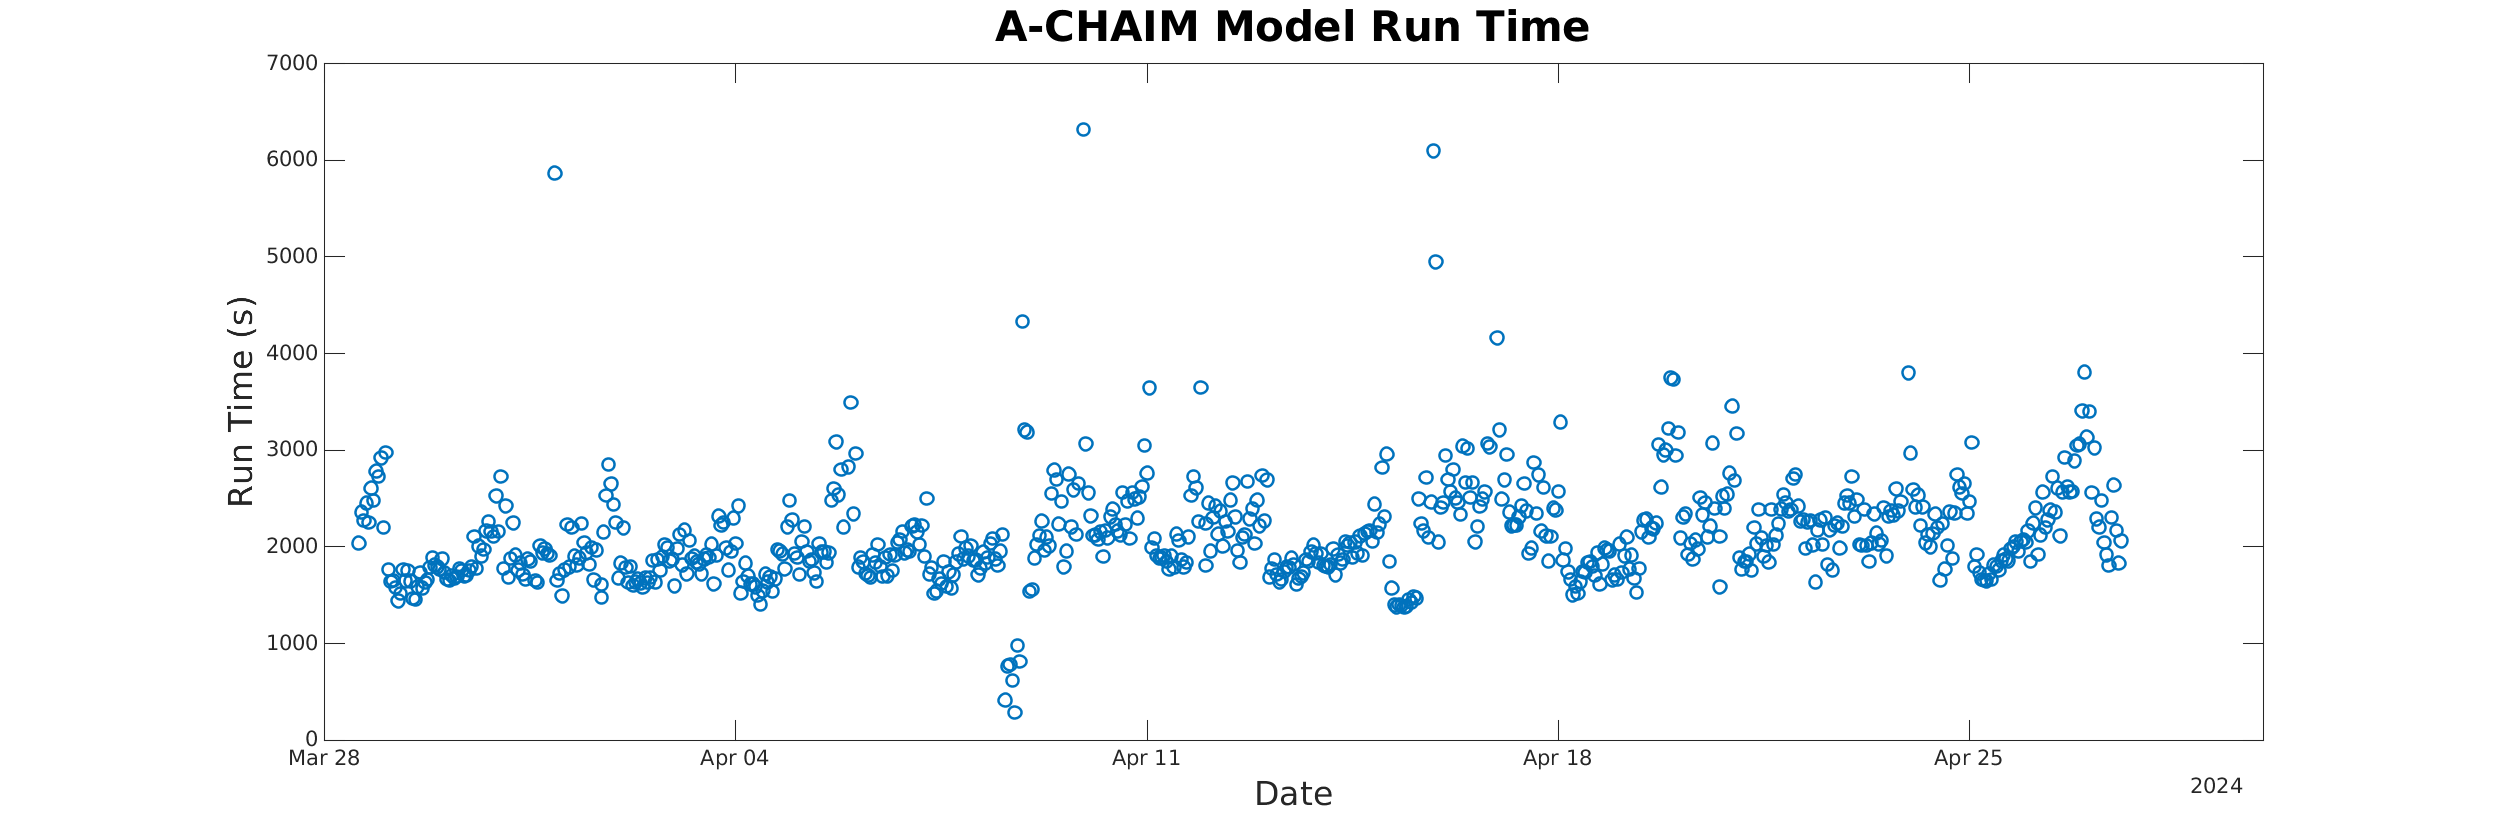 A-CHAIM Model Run Time
7000
6000
5000
4000
3000
2000
1000
0
Run Time (s)
Mar 28 Apr 04 Apr 11 Apr 18 Apr 25
Date
2024